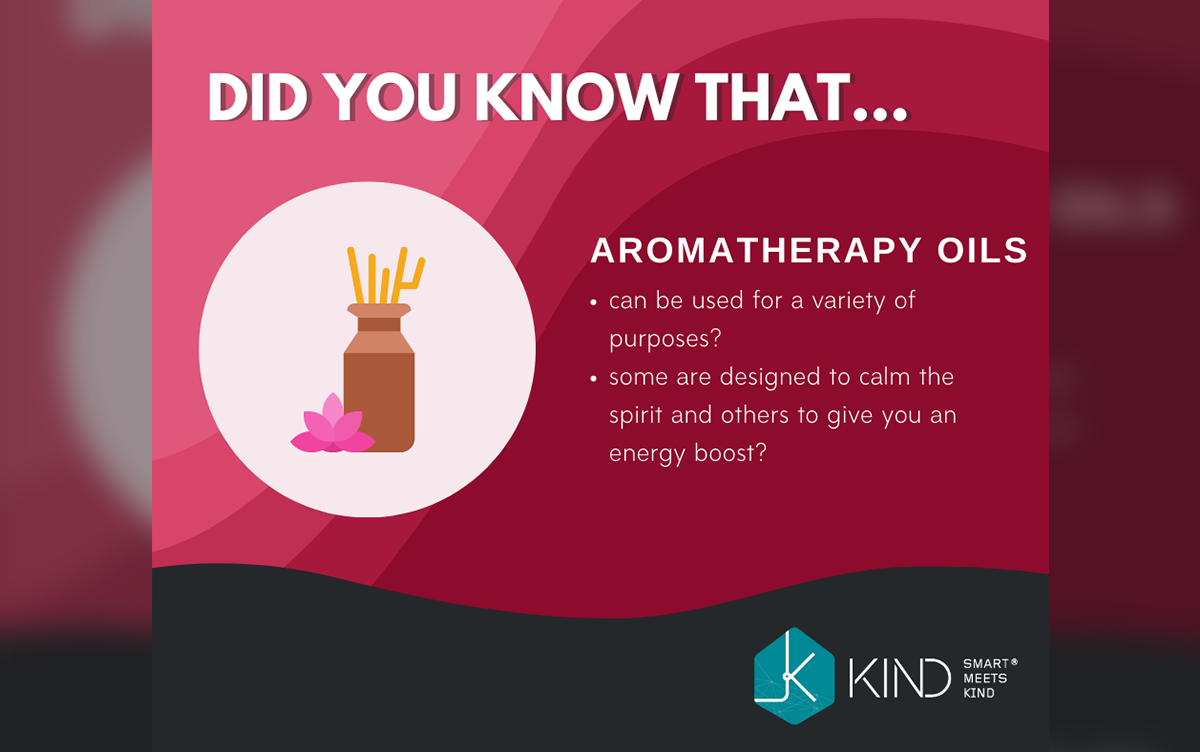 DID YOU KNOW THAT...
AROMATHERAPY OILS
• can be used for a variety of
purposes?
• some are designed to calm the
spirit and others to give you an
energy boost?
KIND
SMART®
MEETS
KIND